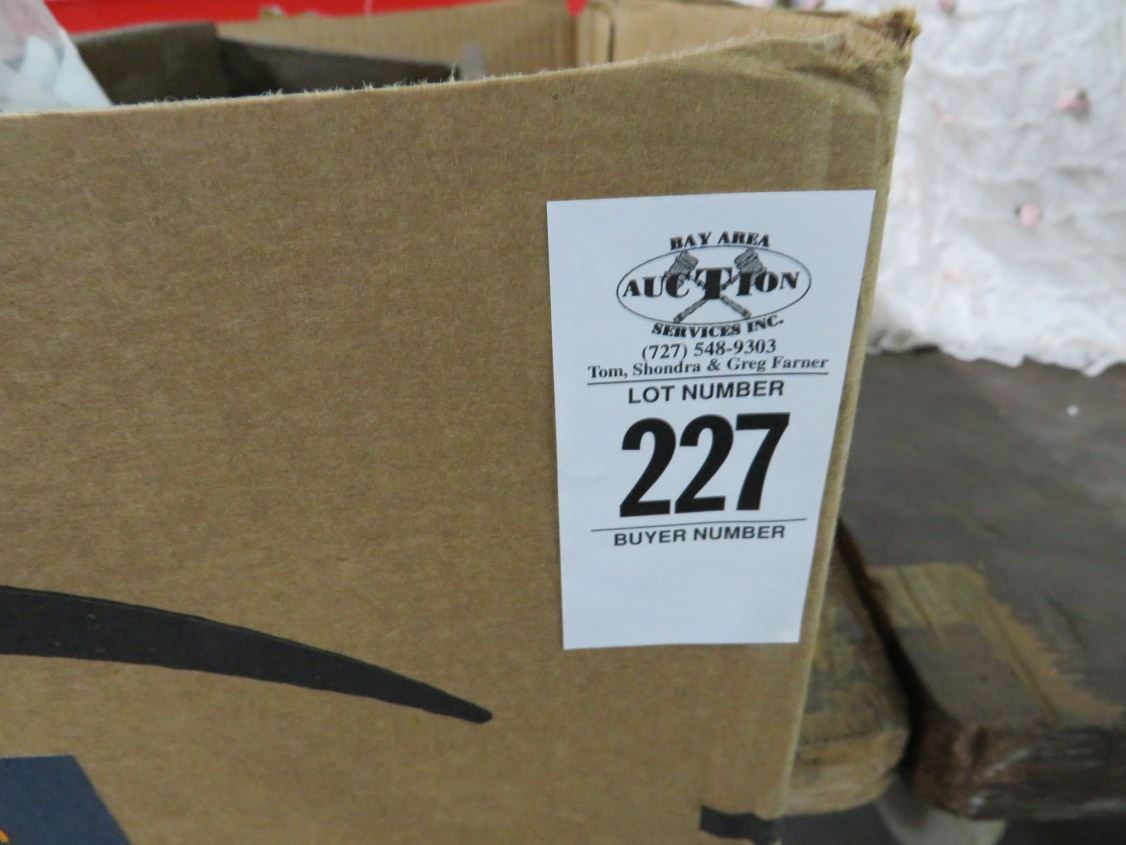 BAY AREA
AUCTION
SERVICES INC.
(727) 548-9303
Tom, Shondra & Greg Farner
LOT NUMBER
227
BUYER NUMBER